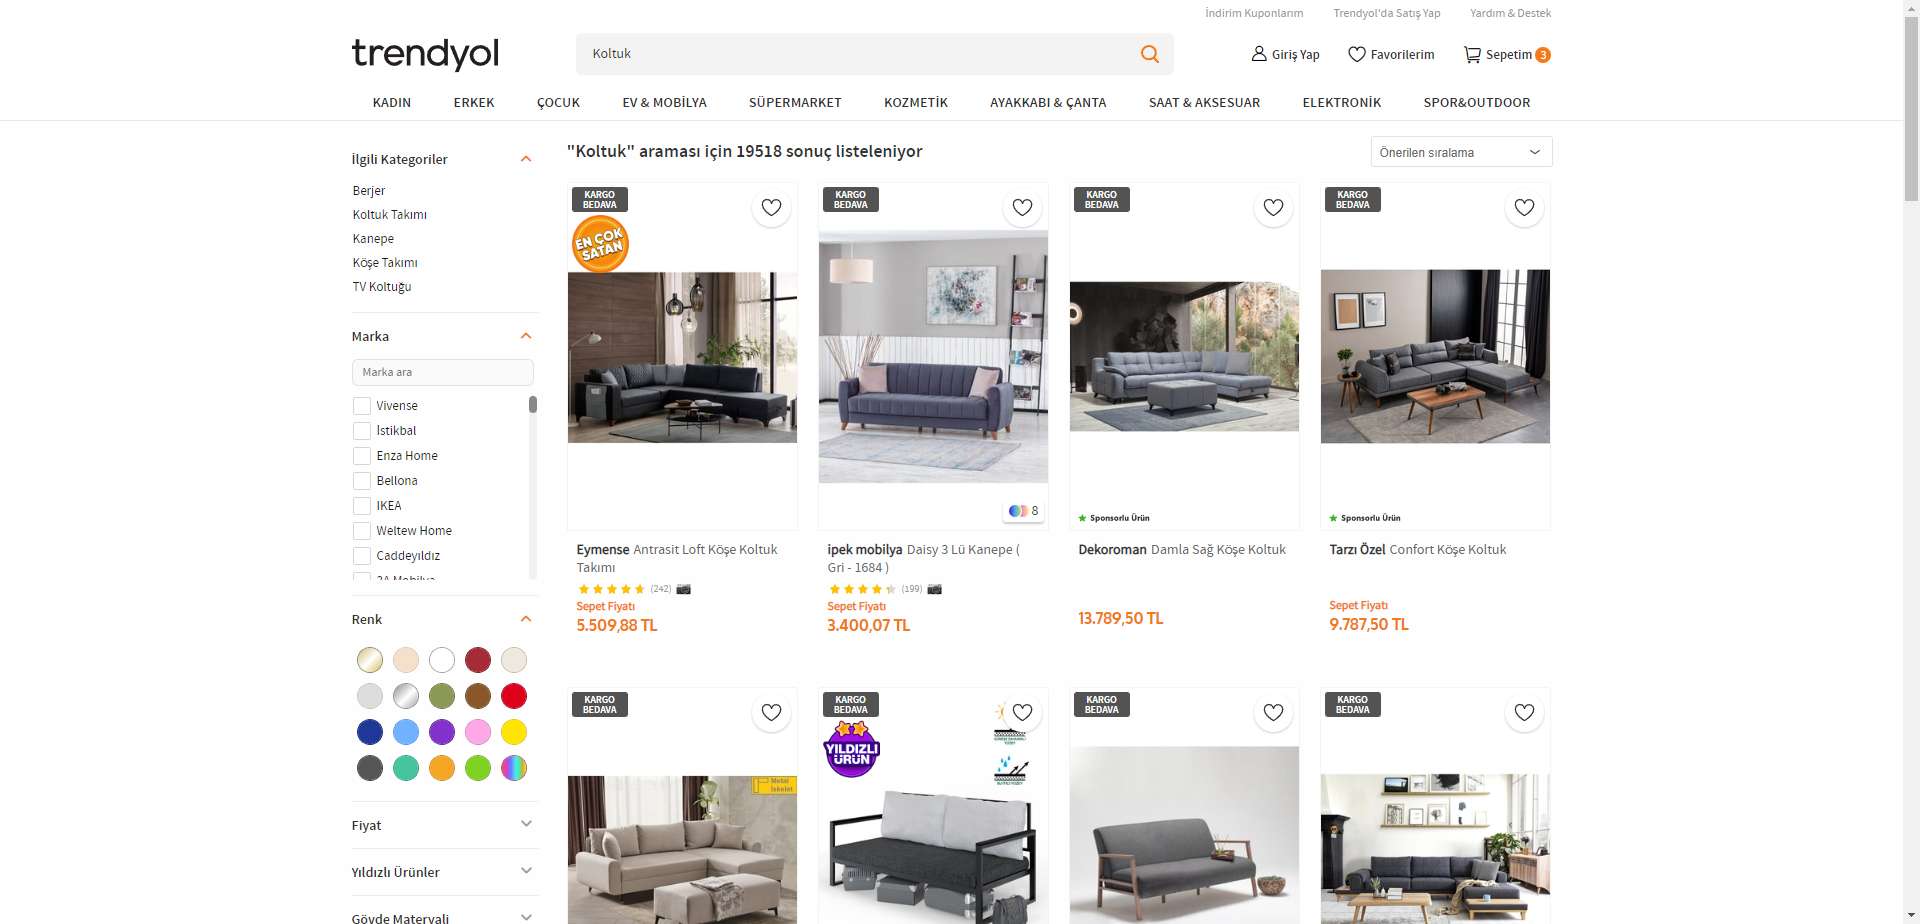 İndirim Kuponlarım
Trendyol'da Satış Yap
Yardım & Destek
trendyol
Koltuk
Giriş Yap
Favorilerim
Sepetim 3
KADIN
ERKEK
ÇOCUK
EV & MOBİLYA
SÜPERMARKET
KOZMETİK
AYAKKABI & ÇANTA
SAAT & AKSESUAR
ELEKTRONİK
SPOR&OUTDOOR
İlgili Kategoriler
Berjer
Koltuk Takımı
Kanepe
Köşe Takımı
TV Koltuğu
Marka
Marka ara
Vivense
İstikbal
Enza Home
Bellona
IKEA
Weltew Home
Caddeyıldız
Renk
Fiyat
Yıldızlı Ürünler
Gövde Materyali
"Koltuk" araması için 19518 sonuç listeleniyor
Önerilen sıralama
KARGO
BEDAVA
EN ÇOK
SATAN
Eymense Antrasit Loft Köşe Koltuk
Takımı
(242)
Sepet Fiyatı
5.509,88 TL
KARGO
BEDAVA
8
ipek mobilya Daisy 3 Lü Kanepe (
Gri - 1684 )
(199)
Sepet Fiyatı
3.400,07 TL
KARGO
BEDAVA
Sponsorlu Ürün
Dekoroman Damla Sağ Köşe Koltuk
13.789,50 TL
KARGO
BEDAVA
Sponsorlu Ürün
Tarzı Özel Confort Köşe Koltuk
Sepet Fiyatı
9.787,50 TL
KARGO
BEDAVA
Metal
İskelet
KARGO
BEDAVA
YILDIZLI
ÜRÜN
KARGO
BEDAVA
KARGO
BEDAVA